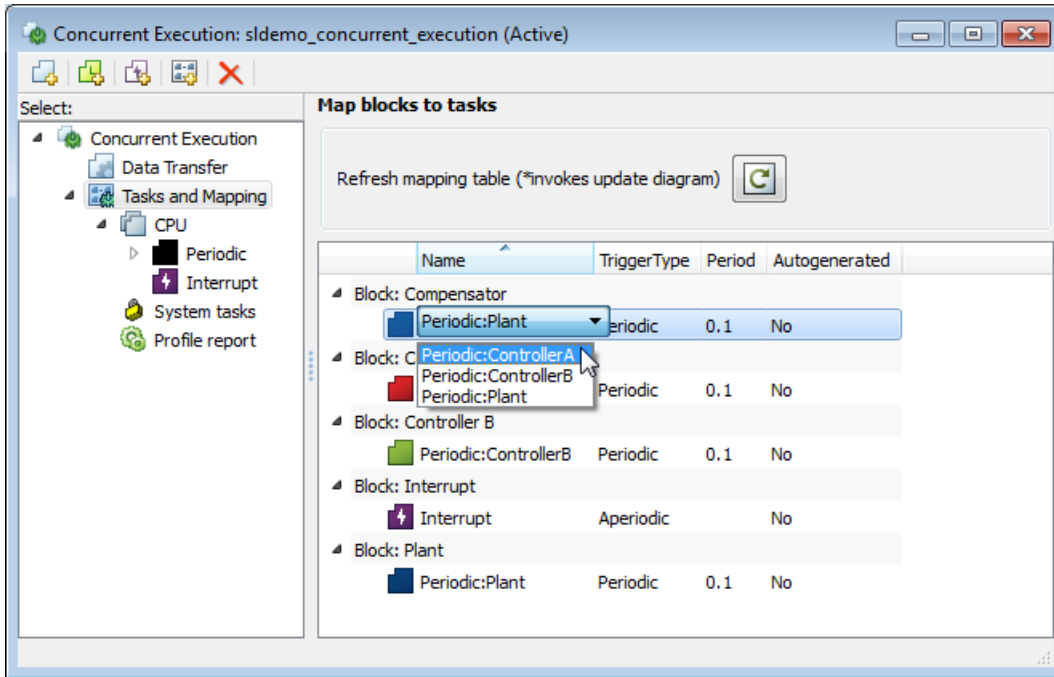 Concurrent Execution: sldemo_concurrent_execution (Active)
Select:
Concurrent Execution
Data Transfer
Tasks and Mapping
CPU
Periodic
Interrupt
System tasks
Profile report
Map blocks to tasks
Refresh mapping table (*invokes update diagram)
Name TriggerType Period Autogenerated
Block: Compensator
Periodic:Plant eriodic 0.1 No
Periodic:ControllerA
Periodic:ControllerB
Periodic:Plant
Block: C
Periodic 0.1 No
Block: Controller B
Periodic:ControllerB Periodic 0.1 No
Block: Interrupt
Interrupt Aperiodic No
Block: Plant
Periodic:Plant Periodic 0.1 No